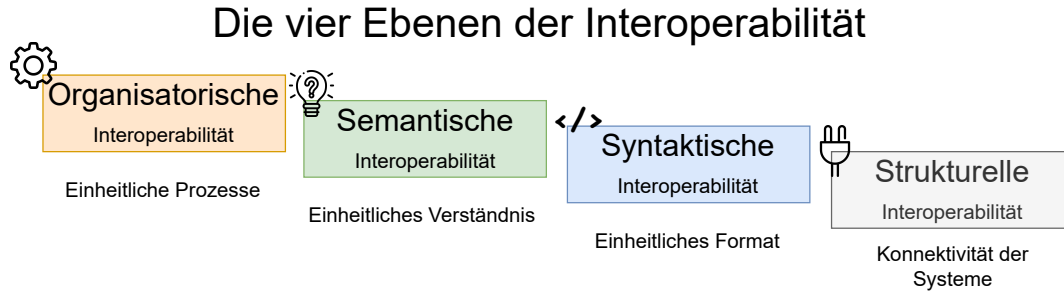 Die vier Ebenen der Interoperabilität
Organisatorische
Interoperabilität
Einheitliche Prozesse
Semantische
Interoperabilität
Einheitliches Verständnis
Syntaktische
Interoperabilität
Einheitliches Format
Strukturelle
Interoperabilität
Konnektivität der
Systeme